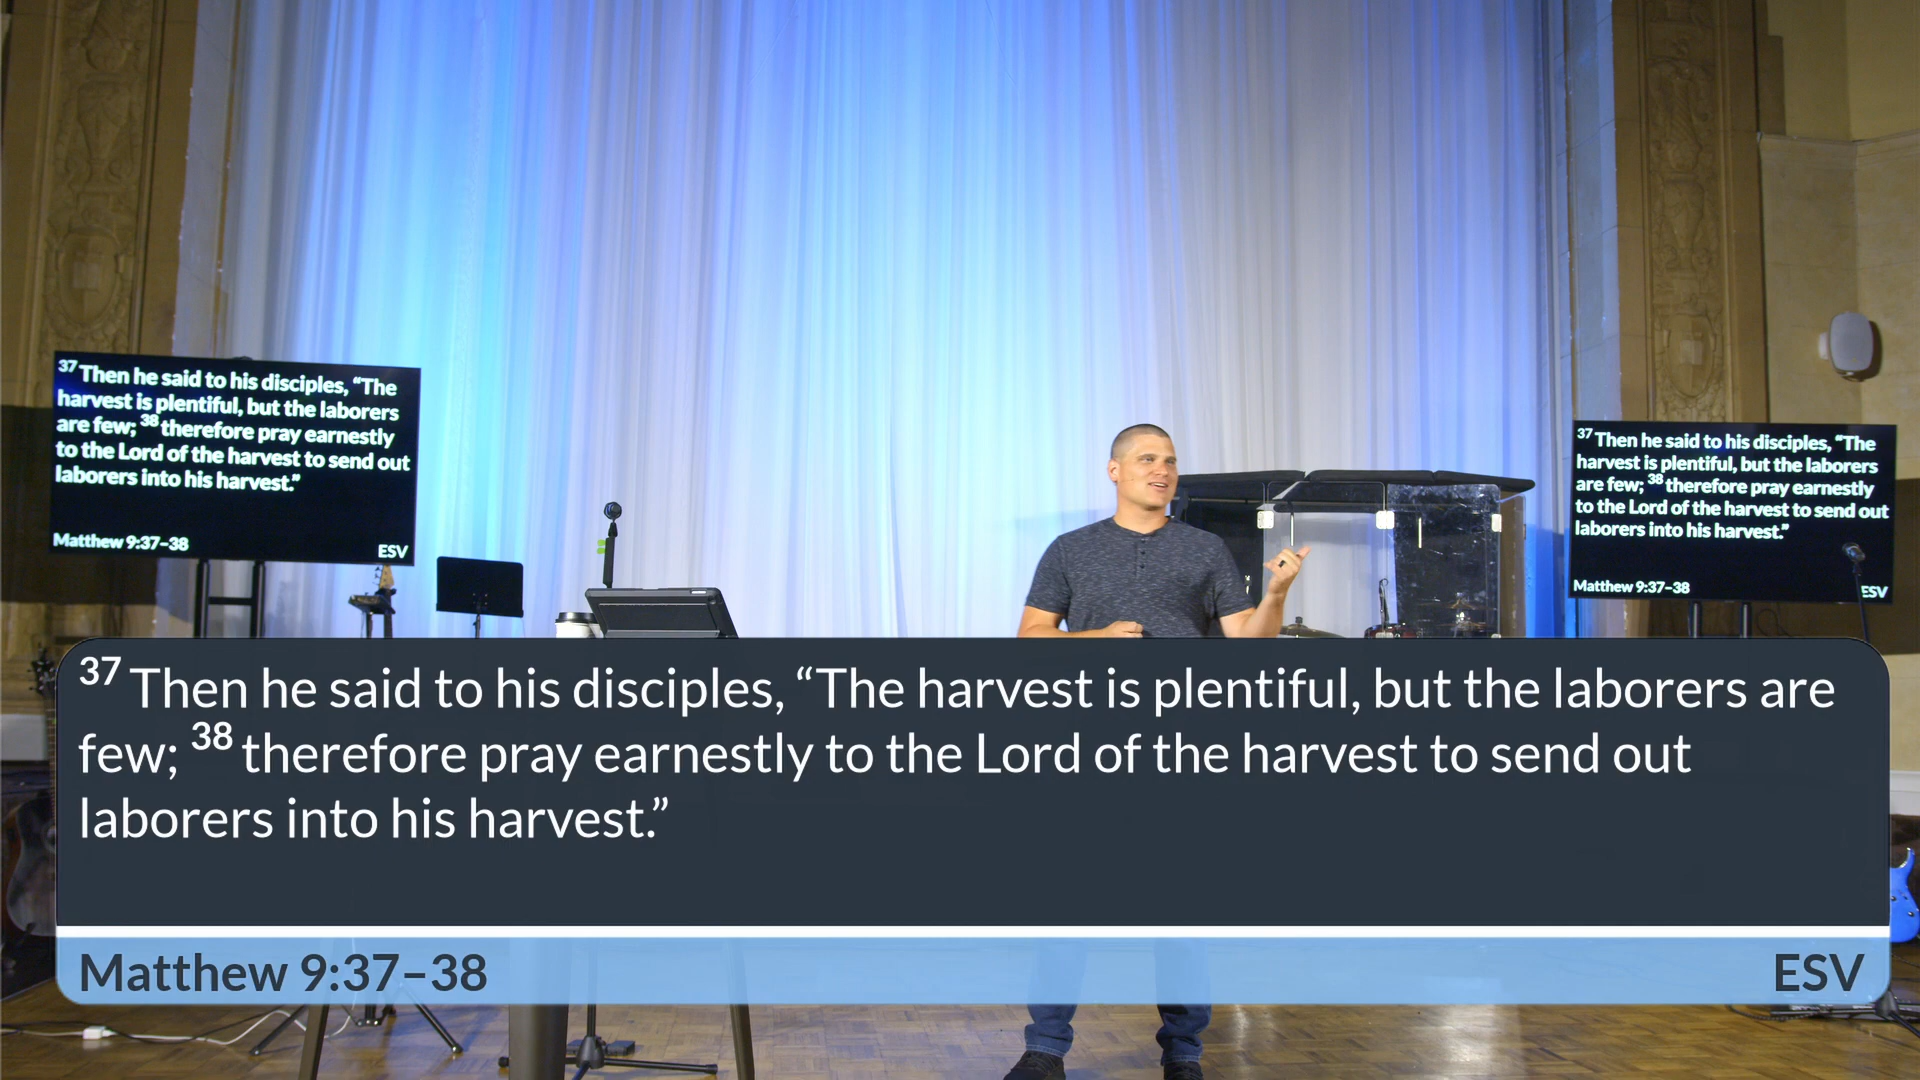 37 Then he said to his disciples, “The
harvest is plentiful, but the laborers
are few; 38 therefore pray earnestly
to the Lord of the harvest to send out
laborers into his harvest.”
Matthew 9:37–38
ESV
37 Then he said to his disciples, “The
harvest is plentiful, but the laborers
are few; 38 therefore pray earnestly
to the Lord of the harvest to send out
laborers into his harvest.”
Matthew 9:37–38
ESV
37 Then he said to his disciples, “The harvest is plentiful, but the laborers are
few; 38 therefore pray earnestly to the Lord of the harvest to send out
laborers into his harvest.”
Matthew 9:37–38
ESV